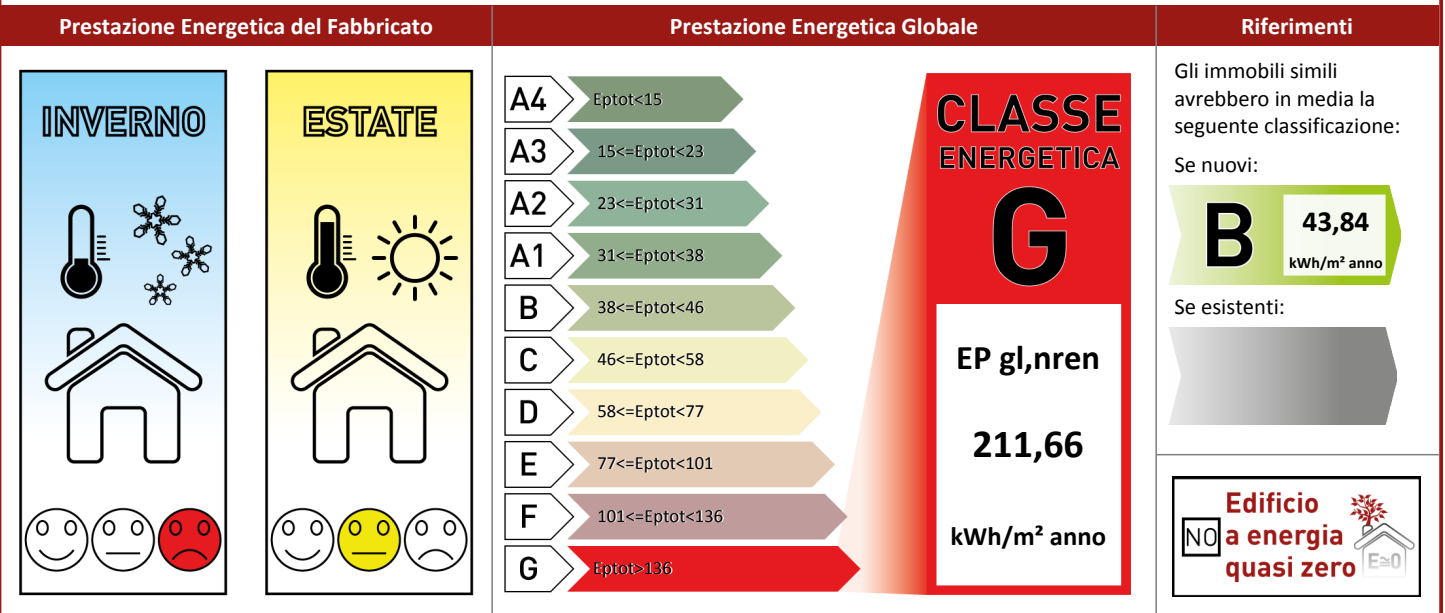 Prestazione Energetica del Fabbricato
Prestazione Energetica Globale
Riferimenti
INVERNO
ESTATE
A4
Eptot<15
A3
15<=Eptot<23
A2
23<=Eptot<31
A1
31<=Eptot<38
B
38<=Eptot<46
C
46<=Eptot<58
D
58<=Eptot<77
E
77<=Eptot<101
F
101<=Eptot<136
G
Eptot>136
CLASSE
ENERGETICA
G
EP gl,nren
211,66
kWh/m² anno
Gli immobili simili
avrebbero in media la
seguente classificazione:
Se nuovi:
B
43,84
kWh/m² anno
Se esistenti:
Edificio
NO a energia
quasi zero
E≅0